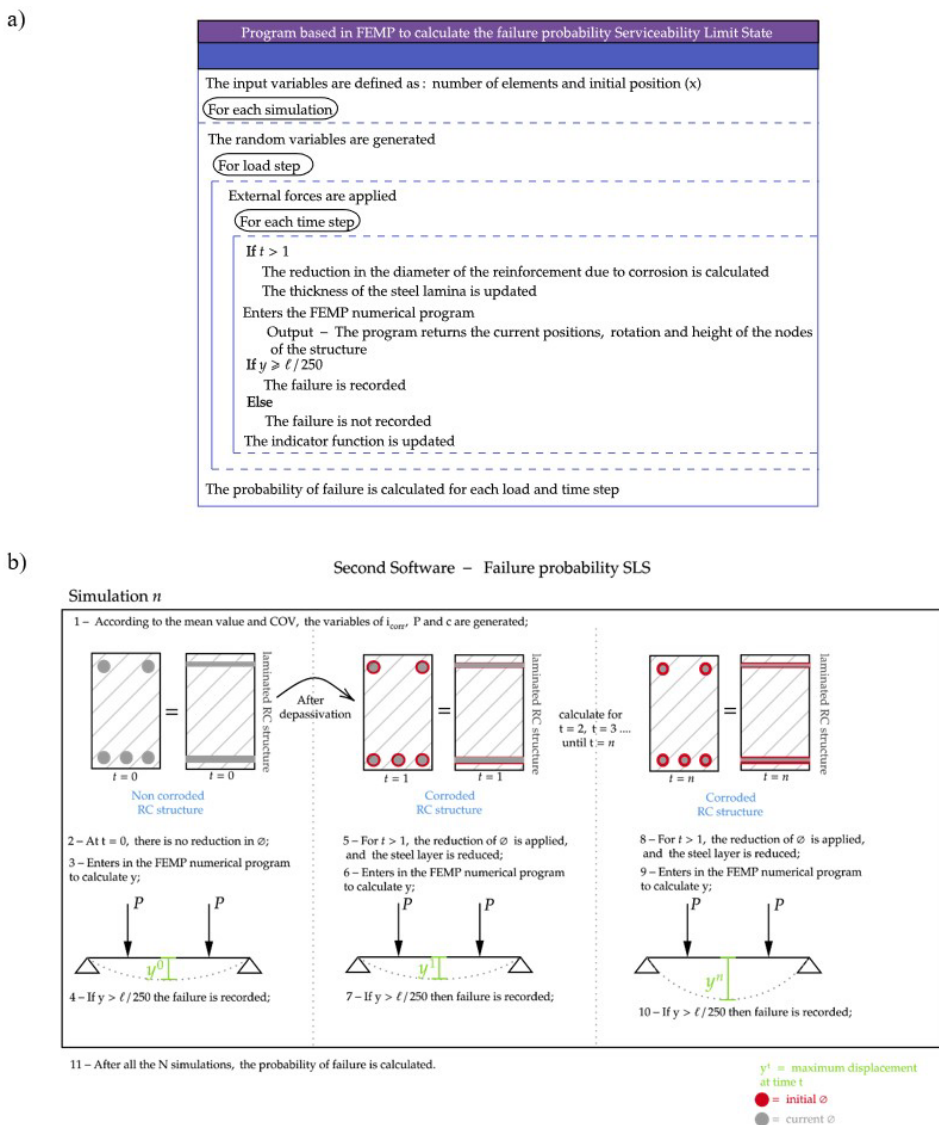 a)
Program based in FEMP to calculate the failure probability Serviceability Limit State
The input variables are defined as: number of elements and initial position (x)
For each simulation
The random variables are generated
For load step
External forces are applied
For each time step
If t > 1
The reduction in the diameter of the reinforcement due to corrosion is calculated
The thickness of the steel lamina is updated
Enters the FEMP numerical program
Output – The program returns the current positions, rotation and height of the nodes
of the structure
If y ⩾ ℓ/250
The failure is recorded
Else
The failure is not recorded
The indicator function is updated
The probability of failure is calculated for each load and time step
b)
Second Software – Failure probability SLS
Simulation n
1 – According to the mean value and COV, the variables of i_corr, P and c are generated;
=
laminated RC structure
t = 0
t = 0
Non corroded
RC structure
After
depassivation
=
laminated RC structure
t = 1
t = 1
Corroded
RC structure
calculate for
t = 2, t = 3 ....
until t = n
=
laminated RC structure
t = n
t = n
Corroded
RC structure
2 – At t = 0, there is no reduction in ∅;
3 – Enters in the FEMP numerical program
to calculate y;
P
P
y⁰
4 – If y > ℓ/250 the failure is recorded;
5 – For t > 1, the reduction of ∅ is applied,
and the steel layer is reduced;
6 – Enters in the FEMP numerical program
to calculate y;
P
P
y¹
7 – If y > ℓ/250 then failure is recorded;
8 – For t > 1, the reduction of ∅ is applied,
and the steel layer is reduced;
9 – Enters in the FEMP numerical program
to calculate y;
P
P
yⁿ
10 – If y > ℓ/250 then failure is recorded;
11 – After all the N simulations, the probability of failure is calculated.
yᵗ = maximum displacement
at time t
= initial ∅
= current ∅